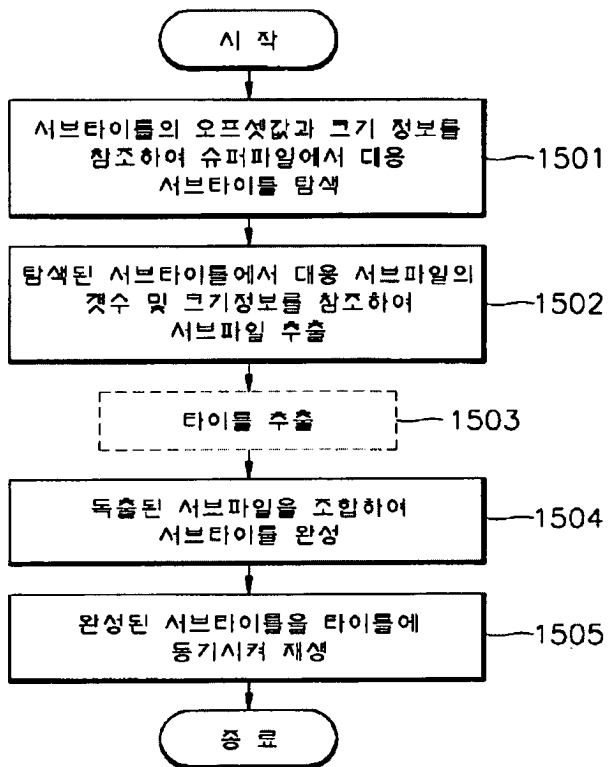 시 작
서브타이틀의 오프셋값과 크기 정보를
참조하여 슈퍼파일에서 대응
서브타이틀 탐색
1501
탐색된 서브타이틀에서 대응 서브파일의
갯수 및 크기정보를 참조하여
서브파일 추출
1502
타이틀 추출
1503
독출된 서브파일을 조합하여
서브타이틀 완성
1504
완성된 서브타이틀을 타이틀에
동기시켜 재생
1505
종 료